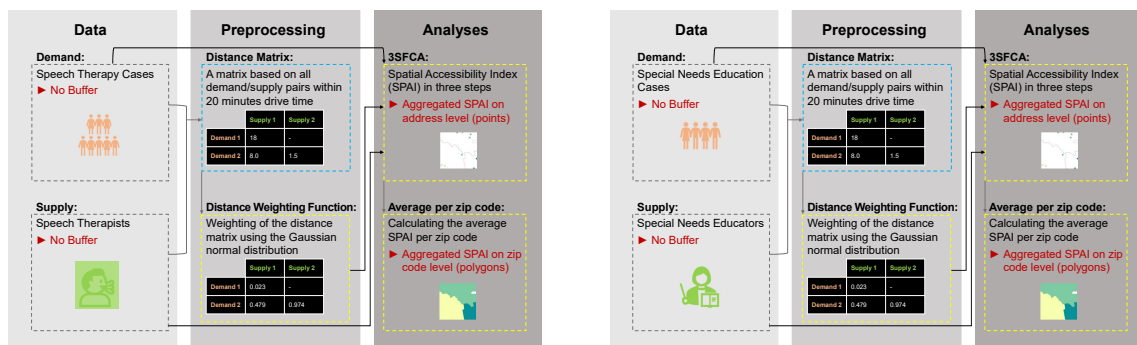 Data
Preprocessing
Analyses
Demand:
Speech Therapy Cases
► No Buffer
Supply:
Speech Therapists
► No Buffer
Distance Matrix:
A matrix based on all
demand/supply pairs within
20 minutes drive time
Supply 1 Supply 2
Demand 1 18 -
Demand 2 8.0 1.5
Distance Weighting Function:
Weighting of the distance
matrix using the Gaussian
normal distribution
Supply 1 Supply 2
Demand 1 0.023 -
Demand 2 0.479 0.974
3SFCA:
Spatial Accessibility Index
(SPAI) in three steps
► Aggregated SPAI on
address level (points)
Average per zip code:
Calculating the average
SPAI per zip code
► Aggregated SPAI on zip
code level (polygons)
Data
Preprocessing
Analyses
Demand:
Special Needs Education
Cases
► No Buffer
Supply:
Special Needs Educators
► No Buffer
Distance Matrix:
A matrix based on all
demand/supply pairs within
20 minutes drive time
Supply 1 Supply 2
Demand 1 18 -
Demand 2 8.0 1.5
Distance Weighting Function:
Weighting of the distance
matrix using the Gaussian
normal distribution
Supply 1 Supply 2
Demand 1 0.023 -
Demand 2 0.479 0.974
3SFCA:
Spatial Accessibility Index
(SPAI) in three steps
► Aggregated SPAI on
address level (points)
Average per zip code:
Calculating the average
SPAI per zip code
► Aggregated SPAI on zip
code level (polygons)